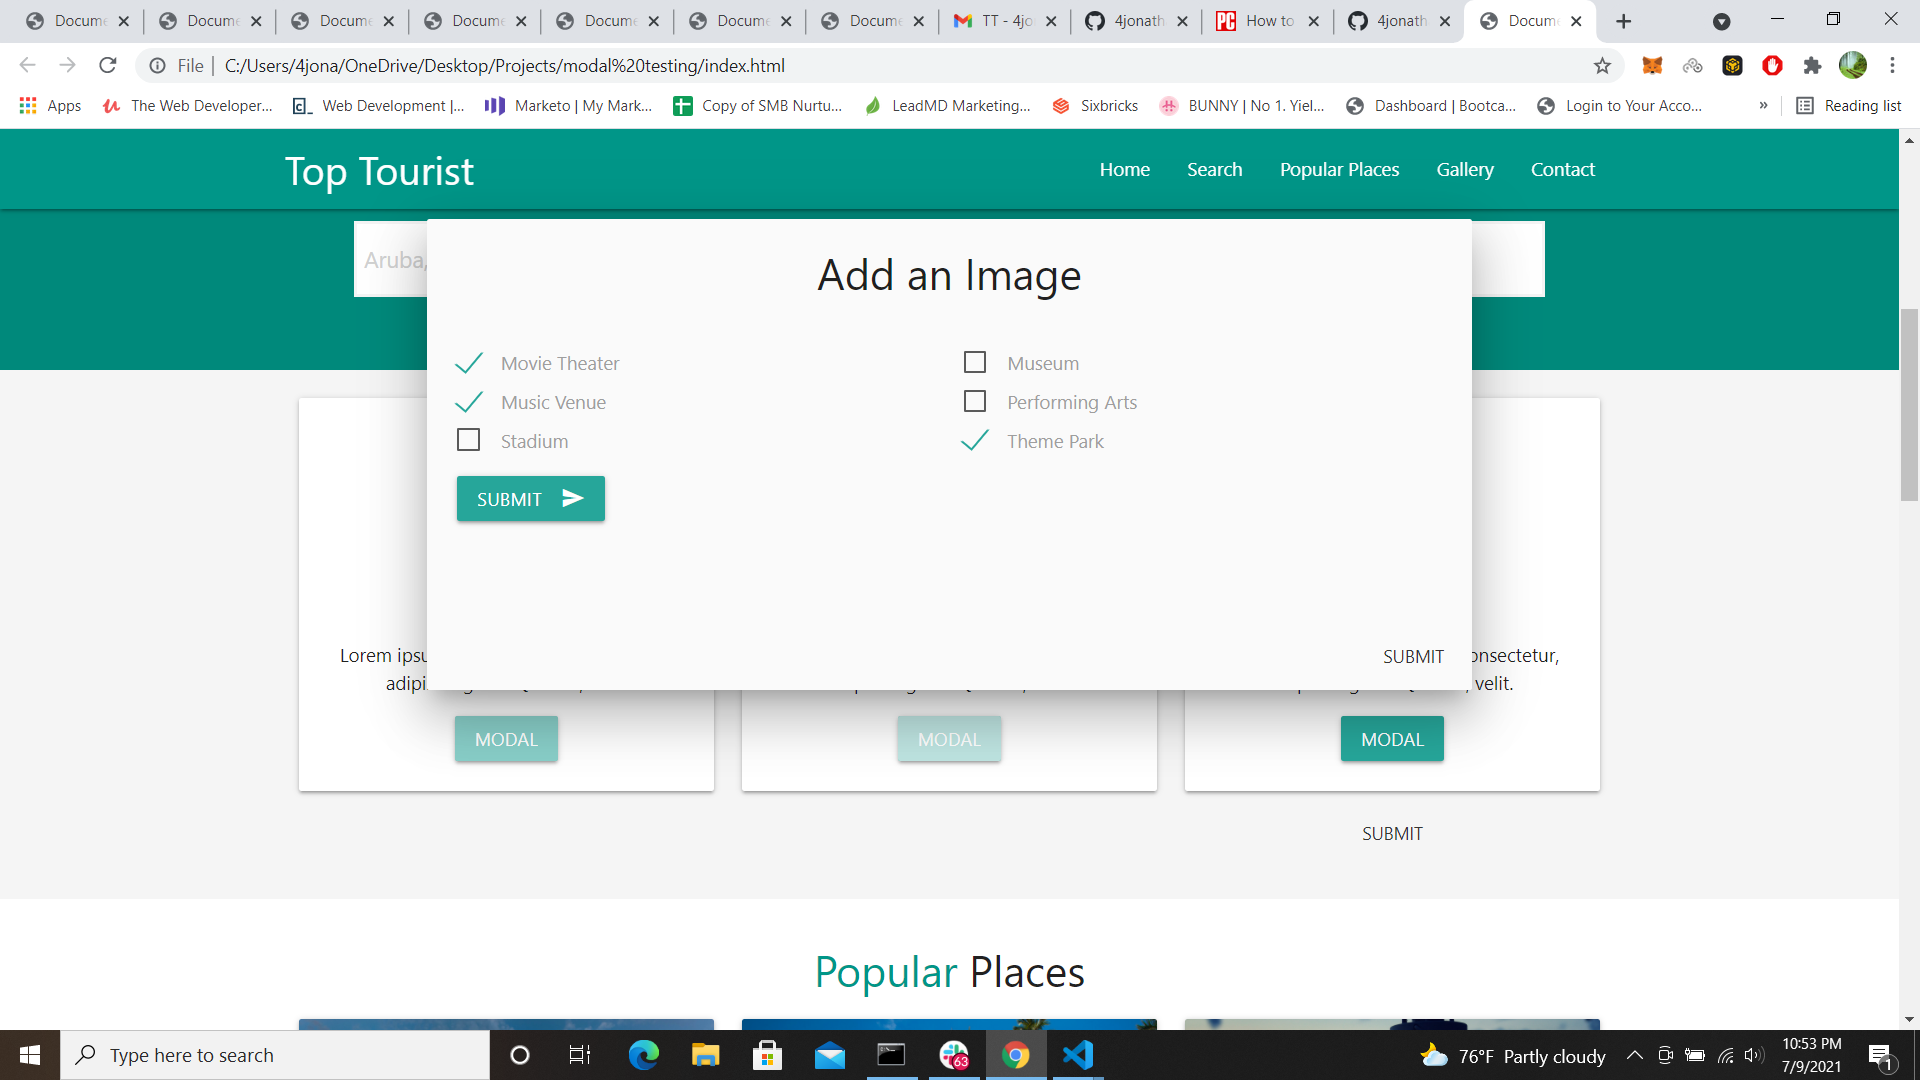 Docume Docume Docume Docume Docume Docume Docume TT - 4jo 4jonath How to 4jonath Docume
File C:/Users/4jona/OneDrive/Desktop/Projects/modal%20testing/index.html
Apps The Web Developer... Web Development |... Marketo | My Mark... Copy of SMB Nurtu... LeadMD Marketing... Sixbricks BUNNY | No 1. Yiel... Dashboard | Bootca... Login to Your Acco... » Reading list
Top Tourist Home Search Popular Places Gallery Contact
Aruba,
Add an Image
Movie Theater Museum
Music Venue Performing Arts
Stadium Theme Park
SUBMIT
Lorem ipsu SUBMIT onsectetur,
adipi velit.
MODAL MODAL MODAL
SUBMIT
Popular Places
Type here to search 63 76°F Partly cloudy 10:53 PM
7/9/2021 1